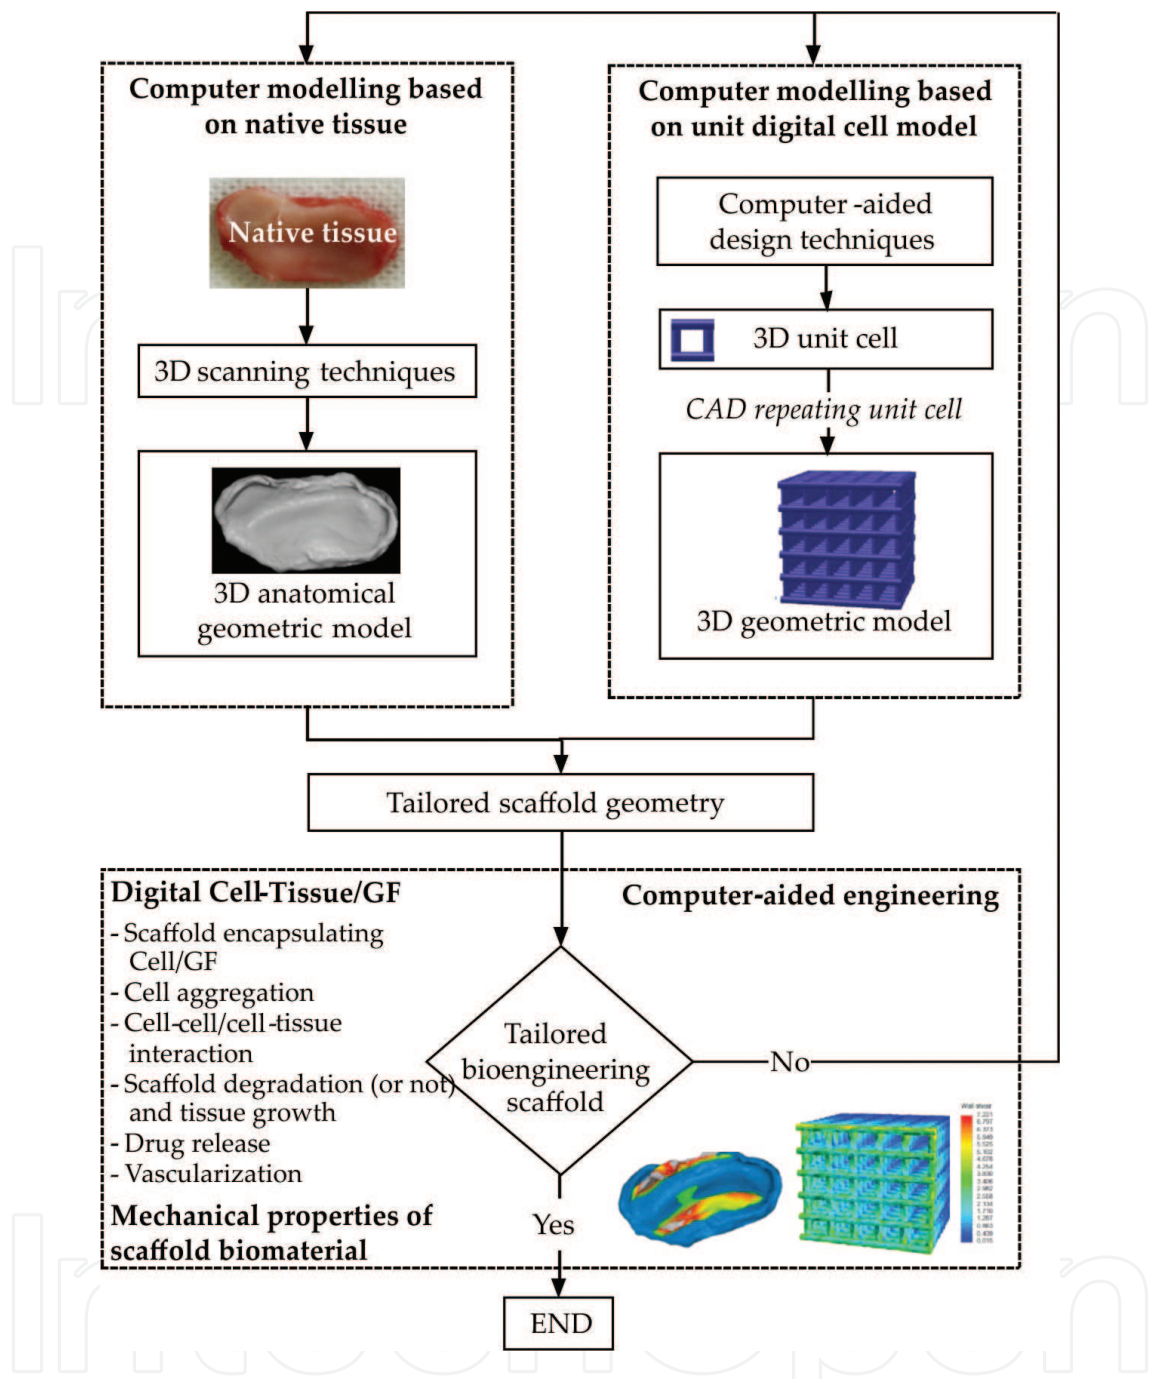 Computer modelling based
on native tissue
Native tissue
3D scanning techniques
3D anatomical
geometric model
Computer modelling based
on unit digital cell model
Computer -aided
design techniques
3D unit cell
CAD repeating unit cell
3D geometric model
Tailored scaffold geometry
Digital Cell-Tissue/GF
- Scaffold encapsulating
Cell/GF
- Cell aggregation
- Cell-cell/cell-tissue
interaction
- Scaffold degradation (or not)
and tissue growth
- Drug release
- Vascularization
Mechanical properties of
scaffold biomaterial
Computer-aided engineering
Tailored
bioengineering
scaffold
No
Wall shear
Yes
END